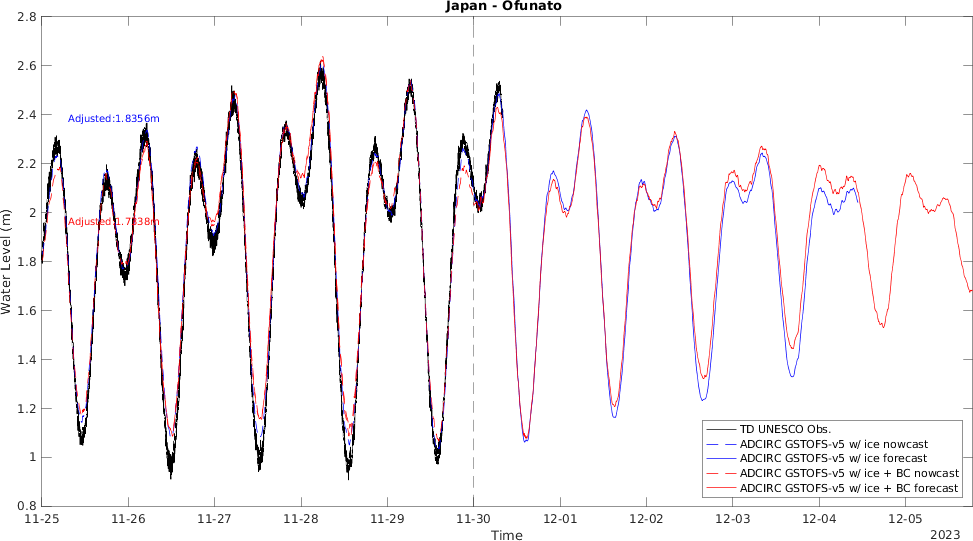 Japan - Ofunato
2.8
2.6
2.4
2.2
2
1.8
1.6
1.4
1.2
1
0.8
Water Level (m)
Adjusted:1.8356m
Adjusted:1.7838m
TD UNESCO Obs.
ADCIRC GSTOFS-v5 w/ ice nowcast
ADCIRC GSTOFS-v5 w/ ice forecast
ADCIRC GSTOFS-v5 w/ ice + BC nowcast
ADCIRC GSTOFS-v5 w/ ice + BC forecast
11-25 11-26 11-27 11-28 11-29 11-30 12-01 12-02 12-03 12-04 12-05
Time
2023